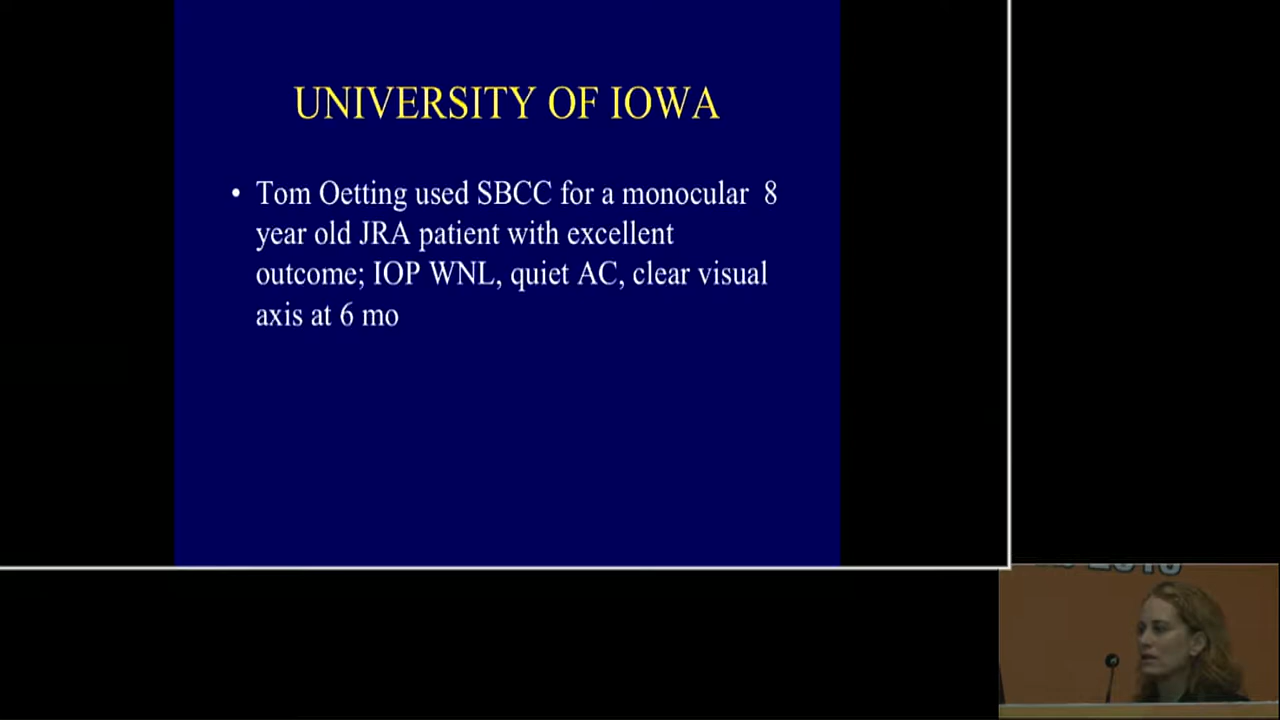 UNIVERSITY OF IOWA
• Tom Oetting used SBCC for a monocular 8
year old JRA patient with excellent
outcome; IOP WNL, quiet AC, clear visual
axis at 6 mo